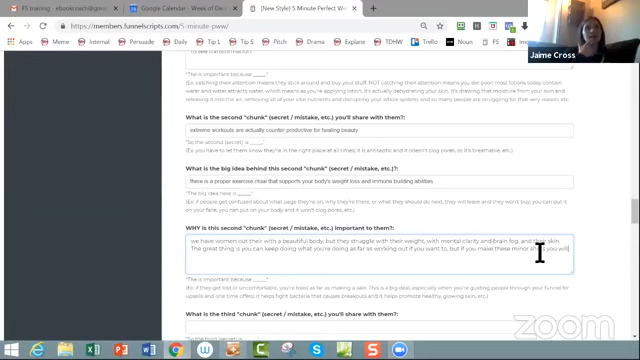 FS training - ebookcoach@g
Google Calendar - Week of De
(New Style) 5 Minute Perfect We
https://members.funnelscripts.com/5-minute-pww/
Apps
Daily
Tip L
Dropbox
Strategy
Tip P
TDHW
Trello
Noun
Other bookmarks
Jaime Cross
"(The is important because _____"
(Ex. catching their attention means they stick around and buy your stuff. NOT catching their attention means you die poor. most lotions today contain
water and water attracts water, which means as you're applying lotion, it's actually dehydrating your skin, it's drawing that moisture from your skin and
releasing it into the air, removing all of your vital nutrients and disrupting your whole system, and so many people are struggling for that very reason, etc.
What is the second "chunk" (secret / mistake, etc.) you'll share with them?:
extreme workouts are actually counter-productive for healing beauty
"So the second (secret) is _____"
(Ex. you have to let them know they're in the right place at all times; it is antibiotic and it doesn't clog pores, so it's breathable, etc.)
What is the big idea behind this second "chunk" (secret / mistake, etc.)?:
there is a proper exercise ritual that supports your body's weight loss and immune building abilities
"The big idea here is _____"
(Ex. if people get confused about what page they're on, why they're there, or what they should do next, they will leave and they won't buy; you can put it
on your face, you can put on your body and it won't clog pores, etc.)
WHY is this second "chunk" (secret / mistake, etc.) important to them?:
we have women out their with a beautiful body, but they struggle with their weight, with mental clarity and brain fog, and their skin.
The great thing is you can keep doing what you're doing as far as working out if you want to, but if you make these minor you will
"The is important because _____"
(Ex. if they feel lost or uncomfortable, you're toast as far as making a sale. This is a big deal, especially when you're guiding people through your funnel for
upsells and one time offers; it helps fight bacteria that causes breakouts and it helps promote healthy, glowing skin, etc.)
What is the third "chunk" (secret / mistake, etc.) you'll share with them?:
zoom